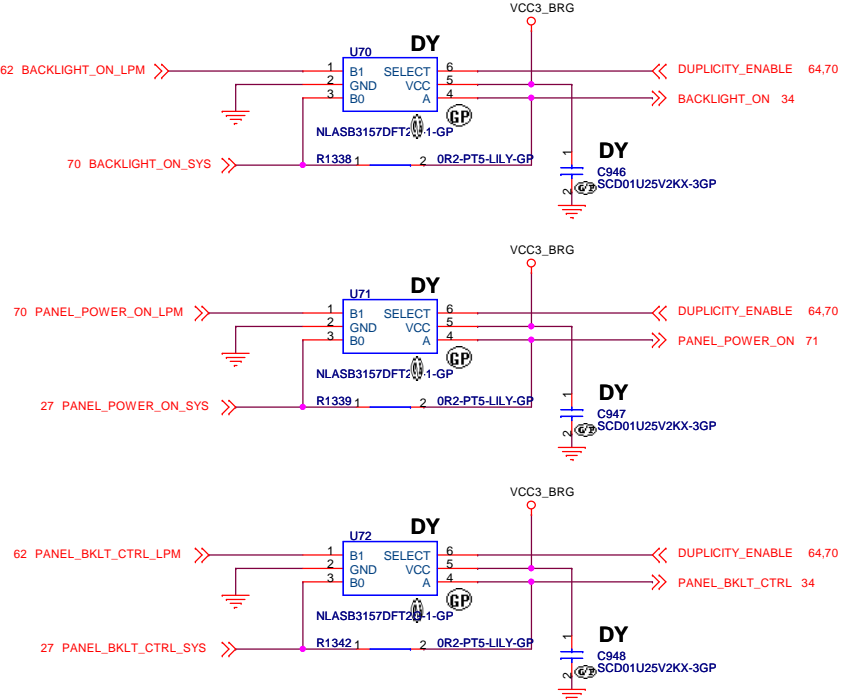 VCC3_BRG
DY
U70
62 BACKLIGHT_ON_LPM
1 B1 SELECT 6
DUPLICITY_ENABLE 64,70
2 GND VCC 5
3 B0 A 4
BACKLIGHT_ON 34
GP
NLASB3157DFT2 1-GP
70 BACKLIGHT_ON_SYS
R1338 1 2 0R2-PT5-LILY-GP
1
DY
C946
2 G/P SCD01U25V2KX-3GP
VCC3_BRG
DY
U71
70 PANEL_POWER_ON_LPM
1 B1 SELECT 6
DUPLICITY_ENABLE 64,70
2 GND VCC 5
3 B0 A 4
PANEL_POWER_ON 71
GP
NLASB3157DFT2 1-GP
27 PANEL_POWER_ON_SYS
R1339 1 2 0R2-PT5-LILY-GP
1
DY
C947
2 G/P SCD01U25V2KX-3GP
VCC3_BRG
DY
U72
62 PANEL_BKLT_CTRL_LPM
1 B1 SELECT 6
DUPLICITY_ENABLE 64,70
2 GND VCC 5
3 B0 A 4
PANEL_BKLT_CTRL 34
GP
NLASB3157DFT2 -1-GP
27 PANEL_BKLT_CTRL_SYS
R1342 1 2 0R2-PT5-LILY-GP
1
DY
C948
2 G/P SCD01U25V2KX-3GP